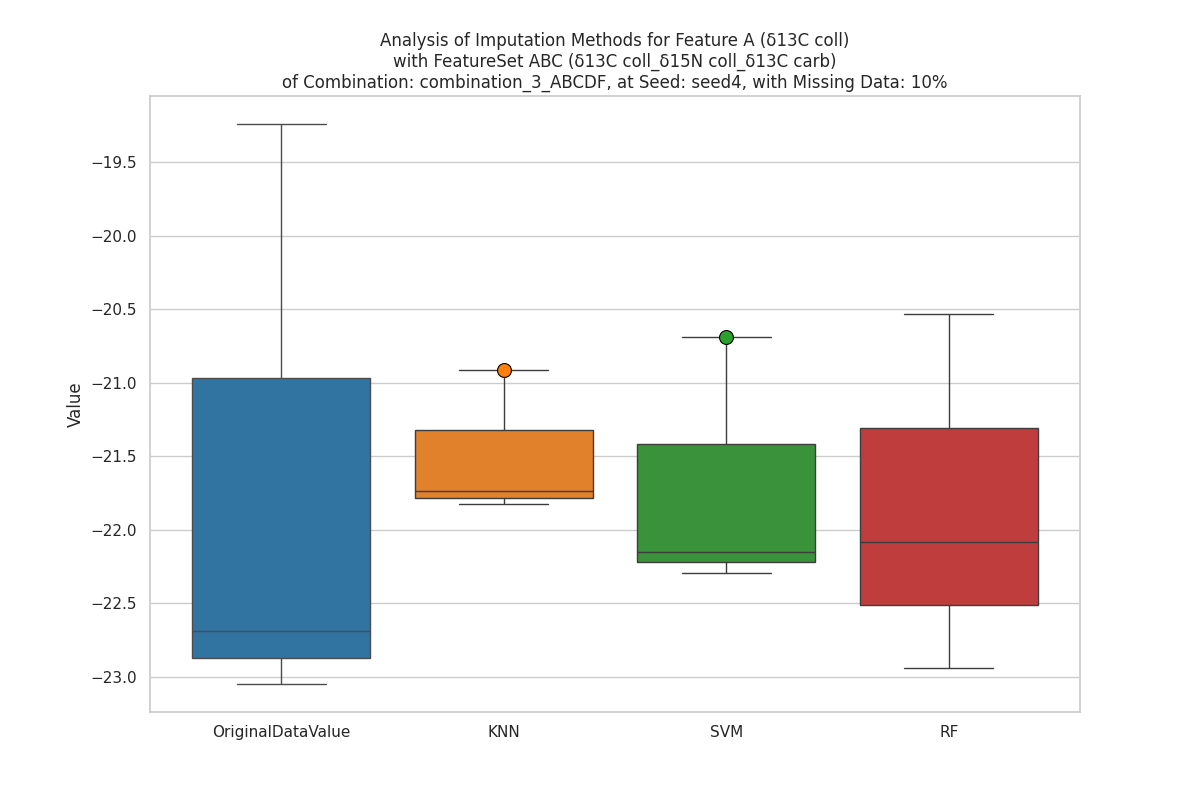 Analysis of Imputation Methods for Feature A (δ13C coll)
with FeatureSet ABC (δ13C coll_δ15N coll_δ13C carb)
of Combination: combination_3_ABCDF, at Seed: seed4, with Missing Data: 10%
Value
−19.5
−20.0
−20.5
−21.0
−21.5
−22.0
−22.5
−23.0
OriginalDataValue
KNN
SVM
RF